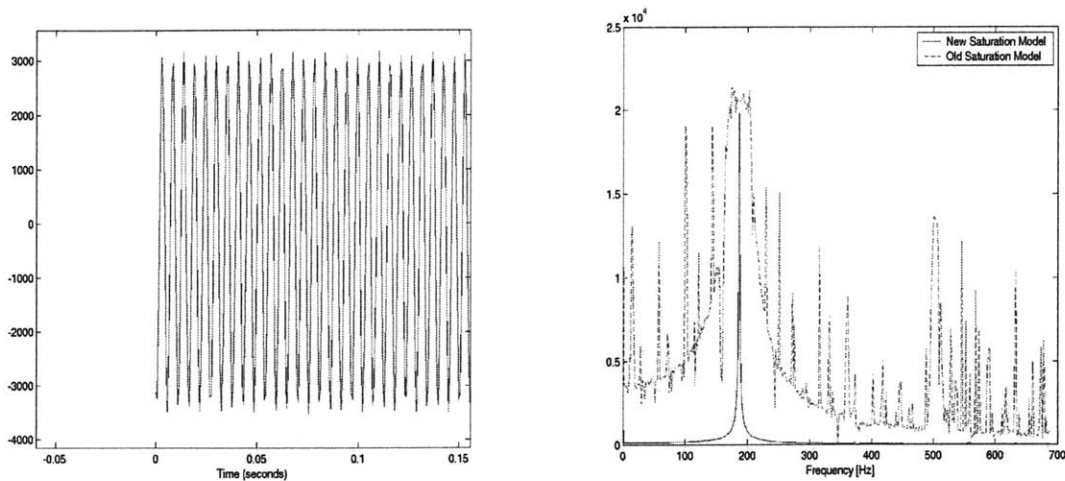 3000
2000
1000
0
-1000
-2000
-3000
-4000
-0.05 0 0.05 0.1 0.15
Time (seconds)
x 10⁴
2.5
2
1.5
1
0.5
0
0 100 200 300 400 500 600 700
Frequency [Hz]
New Saturation Model
Old Saturation Model